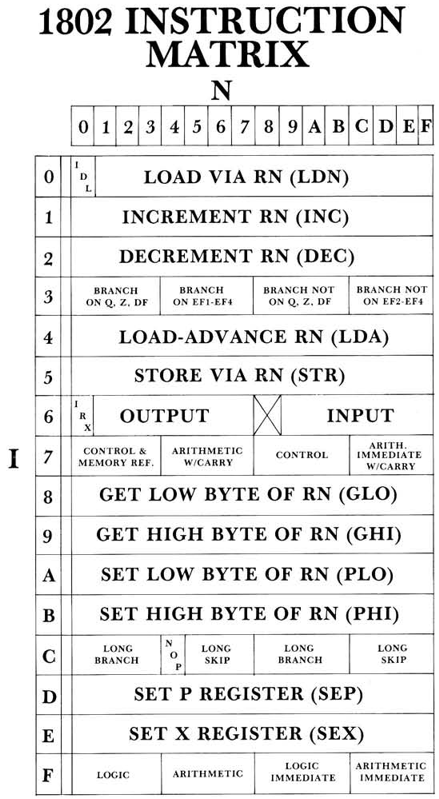 1802 INSTRUCTION
MATRIX
N
0 1 2 3 4 5 6 7 8 9 A B C D E F
0 IDL LOAD VIA RN (LDN)
1 INCREMENT RN (INC)
2 DECREMENT RN (DEC)
3 BRANCH ON Q, Z, DF BRANCH ON EF1-EF4 BRANCH NOT ON Q, Z, DF BRANCH NOT ON EF2-EF4
4 LOAD-ADVANCE RN (LDA)
5 STORE VIA RN (STR)
6 IRX OUTPUT INPUT
I
7 CONTROL & MEMORY REF. ARITHMETIC W/CARRY CONTROL ARITH. IMMEDIATE W/CARRY
8 GET LOW BYTE OF RN (GLO)
9 GET HIGH BYTE OF RN (GHI)
A SET LOW BYTE OF RN (PLO)
B SET HIGH BYTE OF RN (PHI)
C LONG BRANCH NOP LONG SKIP LONG BRANCH LONG SKIP
D SET P REGISTER (SEP)
E SET X REGISTER (SEX)
F LOGIC ARITHMETIC LOGIC IMMEDIATE ARITHMETIC IMMEDIATE